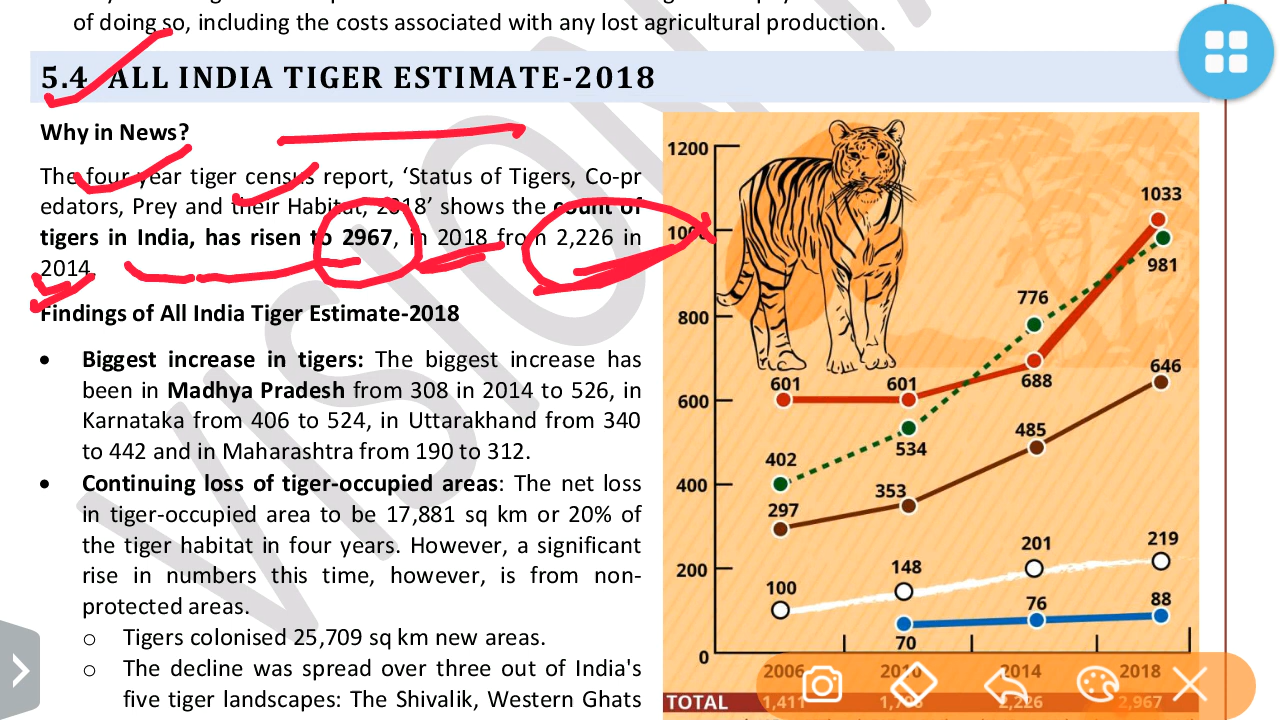 of doing so, including the costs associated with any lost agricultural production.
5.4 ALL INDIA TIGER ESTIMATE-2018
Why in News?
The four year tiger census report, ‘Status of Tigers, Co-pr
edators, Prey and their Habitat, 2018’ shows the count of
tigers in India, has risen to 2967, in 2018 from 2,226 in
2014.
Findings of All India Tiger Estimate-2018
• Biggest increase in tigers: The biggest increase has
been in Madhya Pradesh from 308 in 2014 to 526, in
Karnataka from 406 to 524, in Uttarakhand from 340
to 442 and in Maharashtra from 190 to 312.
• Continuing loss of tiger-occupied areas: The net loss
in tiger-occupied area to be 17,881 sq km or 20% of
the tiger habitat in four years. However, a significant
rise in numbers this time, however, is from non-
protected areas.
o Tigers colonised 25,709 sq km new areas.
o The decline was spread over three out of India's
five tiger landscapes: The Shivalik, Western Ghats
1200
1000
800
600
400
200
0
1033
981
776
688
646
601
601
534
485
402
353
297
219
201
148
100
88
76
70
2006 2010 2014 2018
TOTAL 1,411 2,226 2,967
VISION